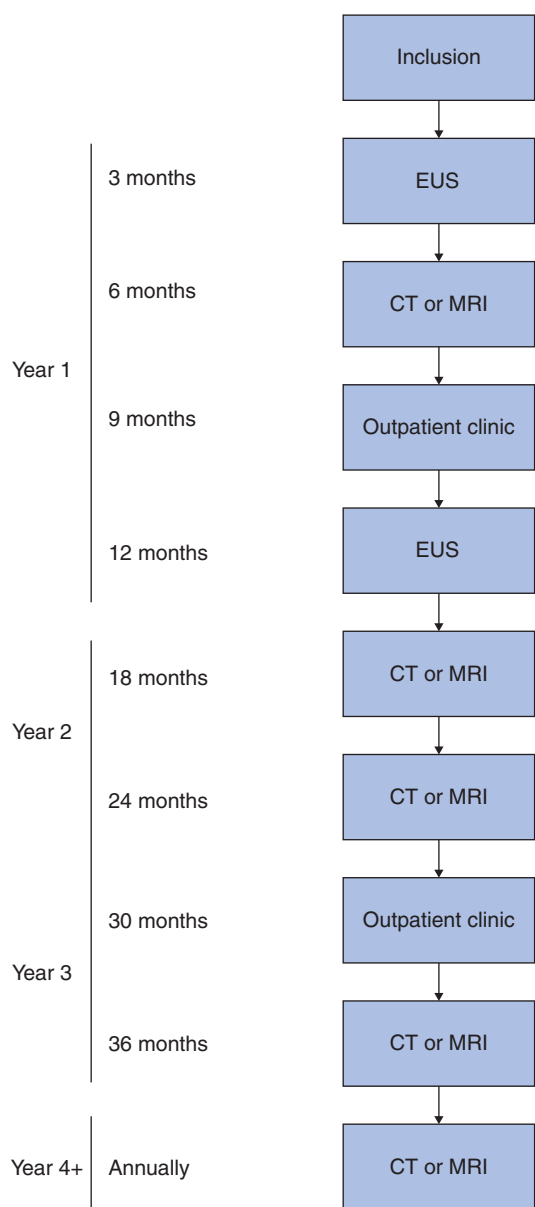 Inclusion
3 months
EUS
6 months
CT or MRI
Year 1
9 months
Outpatient clinic
12 months
EUS
18 months
CT or MRI
Year 2
24 months
CT or MRI
30 months
Outpatient clinic
Year 3
36 months
CT or MRI
Year 4+
Annually
CT or MRI